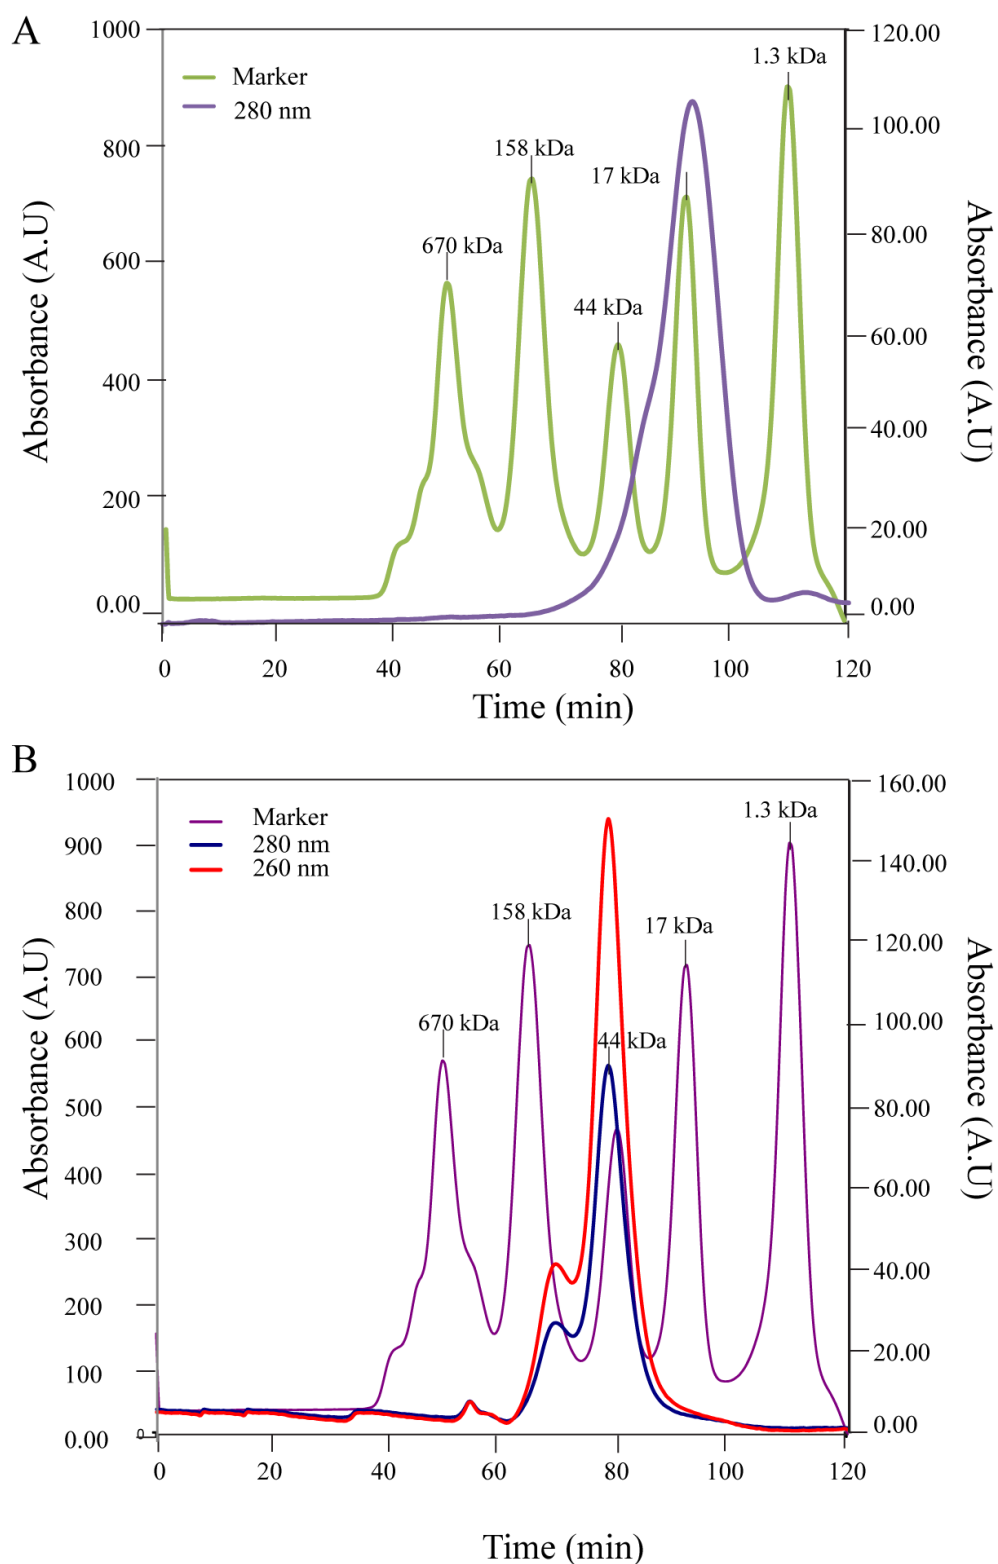 A
1000
800
600
400
200
0.00
Absorbance (A.U)
Marker
280 nm
670 kDa
158 kDa
44 kDa
17 kDa
1.3 kDa
120.00
100.00
80.00
60.00
40.00
20.00
0.00
Absorbance (A.U)
0 20 40 60 80 100 120
Time (min)
B
1000
900
800
700
600
500
400
300
200
100
0.00
0
Absorbance (A.U)
Marker
280 nm
260 nm
670 kDa
158 kDa
44 kDa
17 kDa
1.3 kDa
160.00
140.00
120.00
100.00
80.00
60.00
40.00
20.00
0.00
Absorbance (A.U)
0 20 40 60 80 100 120
Time (min)